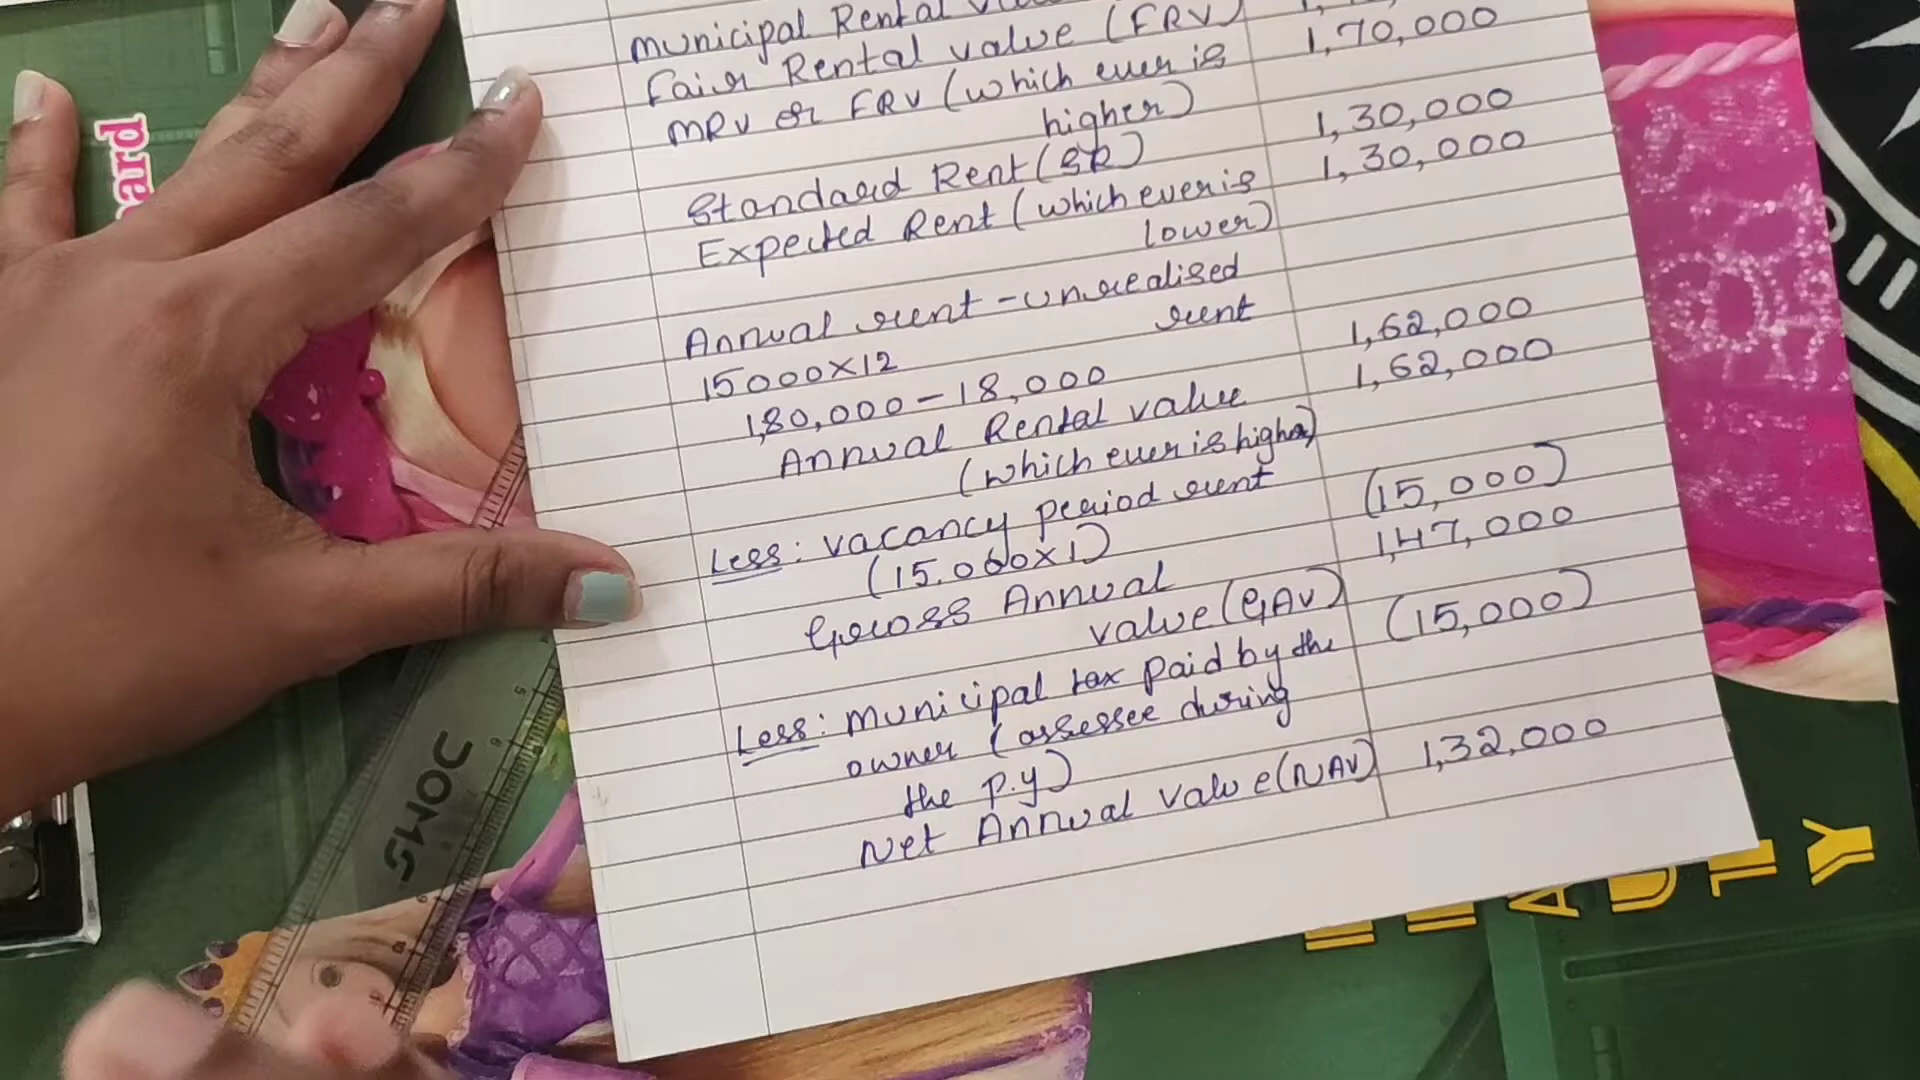 municipal Rental
Fair Rental value (FRV)
MRV or FRV (which ever is 1,70,000
higher)
Standard Rent (SR) 1,30,000
Expected Rent (which ever is 1,30,000
lower)
Annual rent - unrealised
rent
15000X12
1,80,000 - 18,000 1,62,000
Annual Rental value 1,62,000
(which ever is higher)
Less: vacancy period rent (15,000)
(15.000x1)
Gross Annual 1,47,000
value (GAV)
Less: municipal tax paid by the (15,000)
owner (assessee during
the p.y)
Net Annual Value (NAV) 1,32,000
JOMS
ard